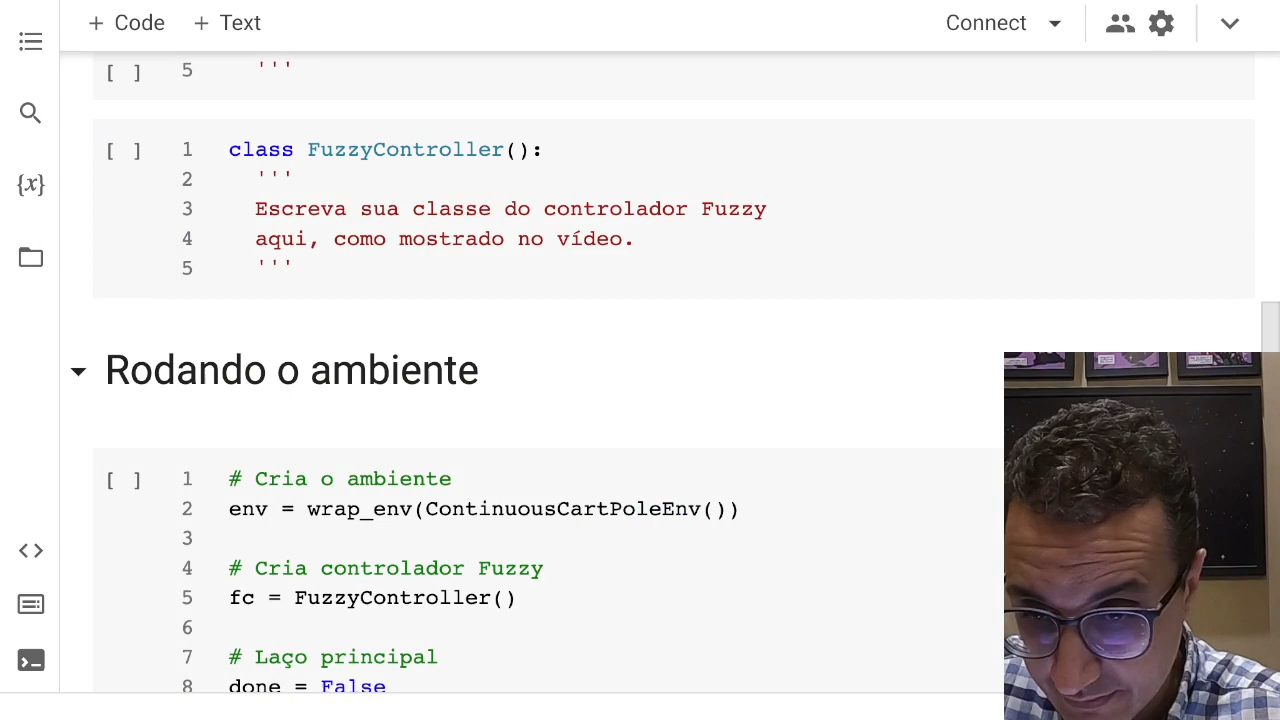 + Code + Text Connect
[ ] 5 '''
[ ] 1 class FuzzyController():
2 '''
3 Escreva sua classe do controlador Fuzzy
4 aqui, como mostrado no vídeo.
5 '''
{x}
Rodando o ambiente
[ ] 1 # Cria o ambiente
2 env = wrap_env(ContinuousCartPoleEnv())
3
4 # Cria controlador Fuzzy
5 fc = FuzzyController()
6
7 # Laço principal
8 done = False